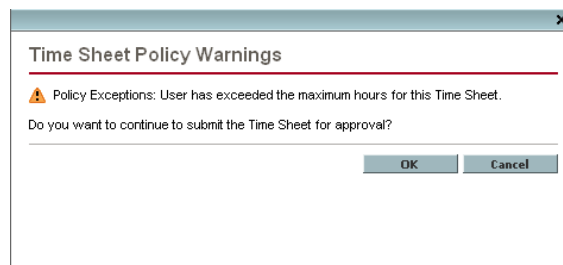 Time Sheet Policy Warnings
Policy Exceptions: User has exceeded the maximum hours for this Time Sheet.
Do you want to continue to submit the Time Sheet for approval?
OK Cancel